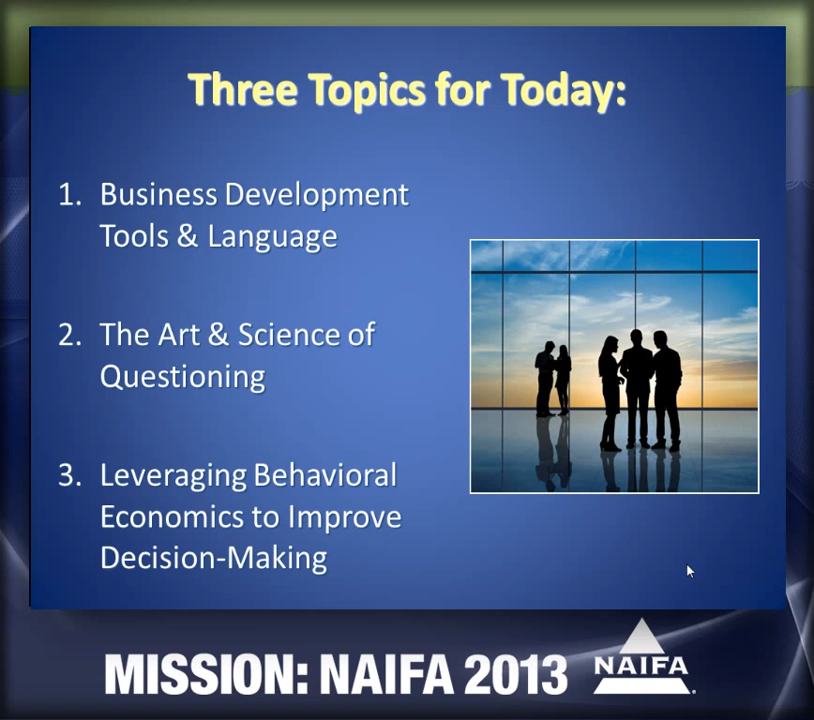 Three Topics for Today:
1. Business Development
Tools & Language
2. The Art & Science of
Questioning
3. Leveraging Behavioral
Economics to Improve
Decision-Making
MISSION: NAIFA 2013
NAIFA